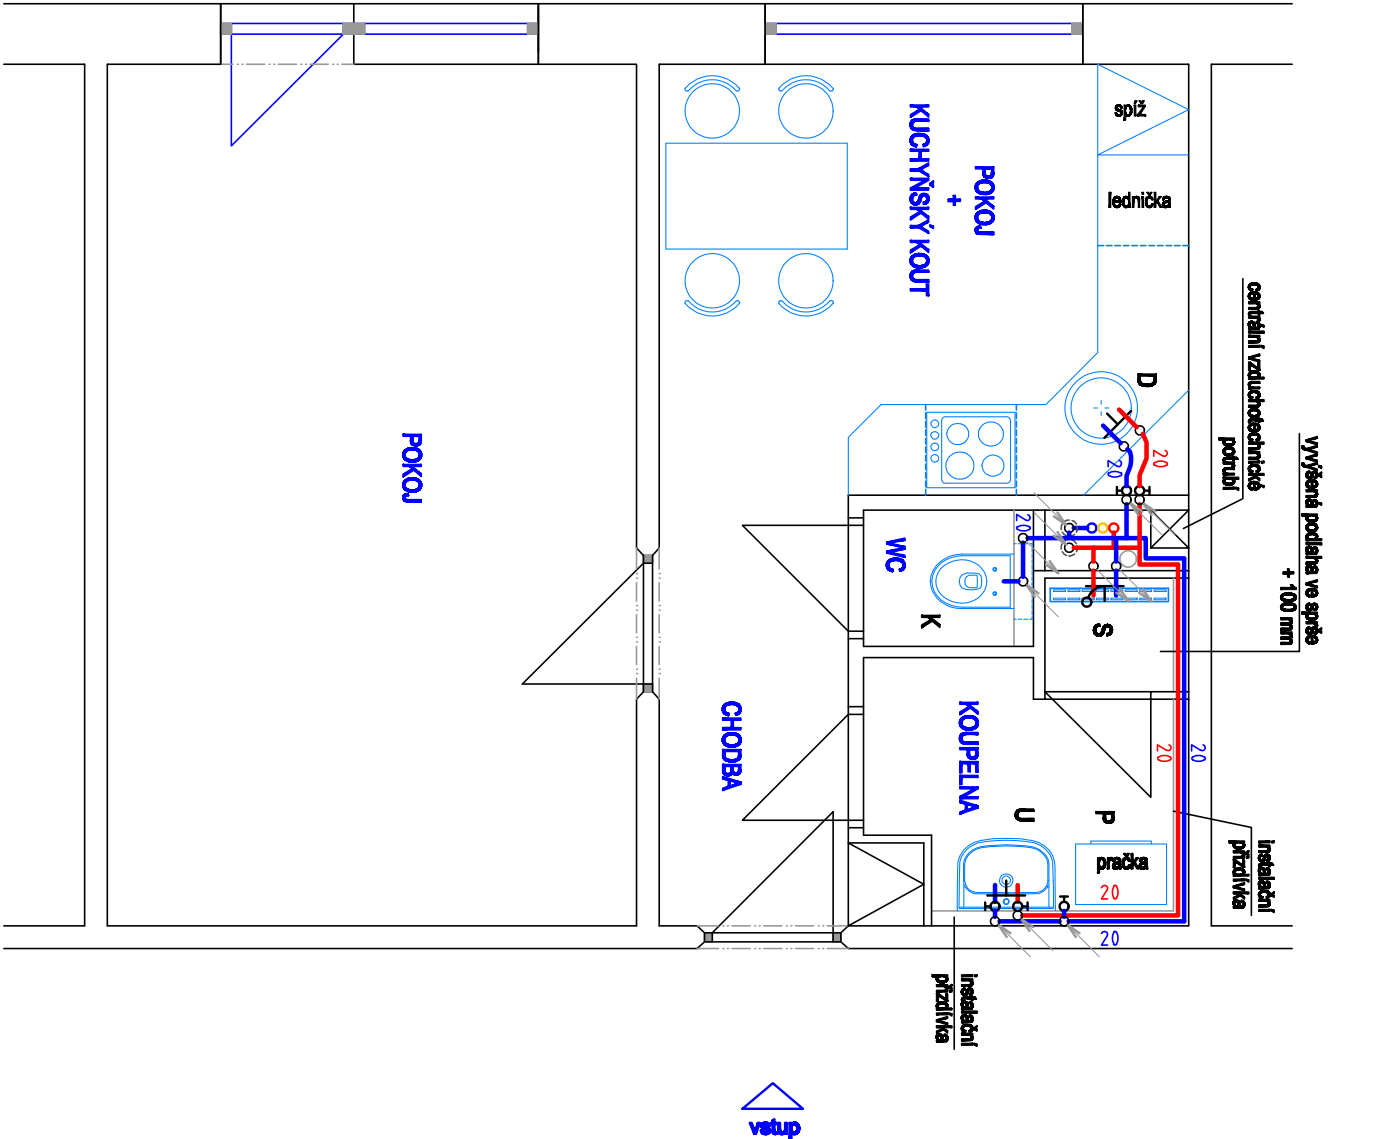 spíž
lednička
POKOJ
+
KUCHYŇSKÝ KOUT
D
centrální vzduchotechnické
potrubí
vyvýšená podlaha ve sprše
+ 100 mm
POKOJ
20
20
20
WC
K
S
CHODBA
KOUPELNA
20
20
U
P
pračka
20
20
instalační
přizdívka
instalační
přizdívka
vstup